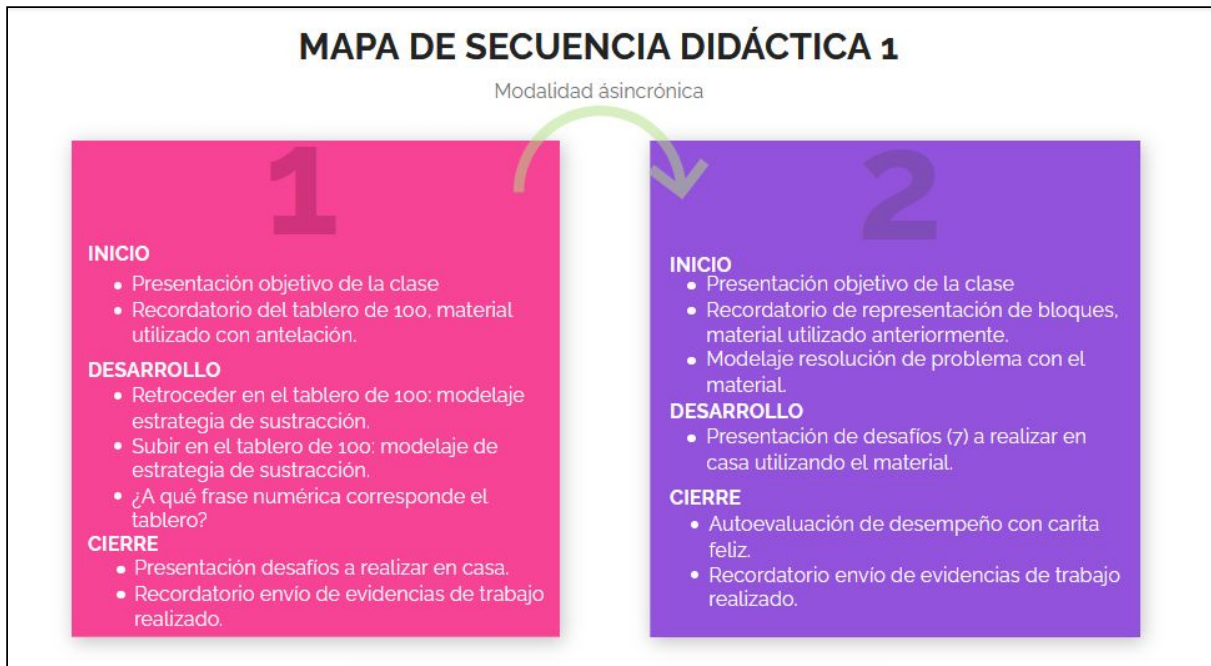 MAPA DE SECUENCIA DIDÁCTICA 1
Modalidad ásincrónica
1
INICIO
• Presentación objetivo de la clase
• Recordatorio del tablero de 100, material
utilizado con antelación.
DESARROLLO
• Retroceder en el tablero de 100: modelaje
estrategia de sustracción.
• Subir en el tablero de 100: modelaje de
estrategia de sustracción.
• ¿A qué frase numérica corresponde el
tablero?
CIERRE
• Presentación desafíos a realizar en casa.
• Recordatorio envío de evidencias de trabajo
realizado.
2
INICIO
• Presentación objetivo de la clase
• Recordatorio de representación de bloques,
material utilizado anteriormente.
• Modelaje resolución de problema con el
material.
DESARROLLO
• Presentación de desafíos (7) a realizar en
casa utilizando el material.
CIERRE
• Autoevaluación de desempeño con carita
feliz.
• Recordatorio envío de evidencias de trabajo
realizado.